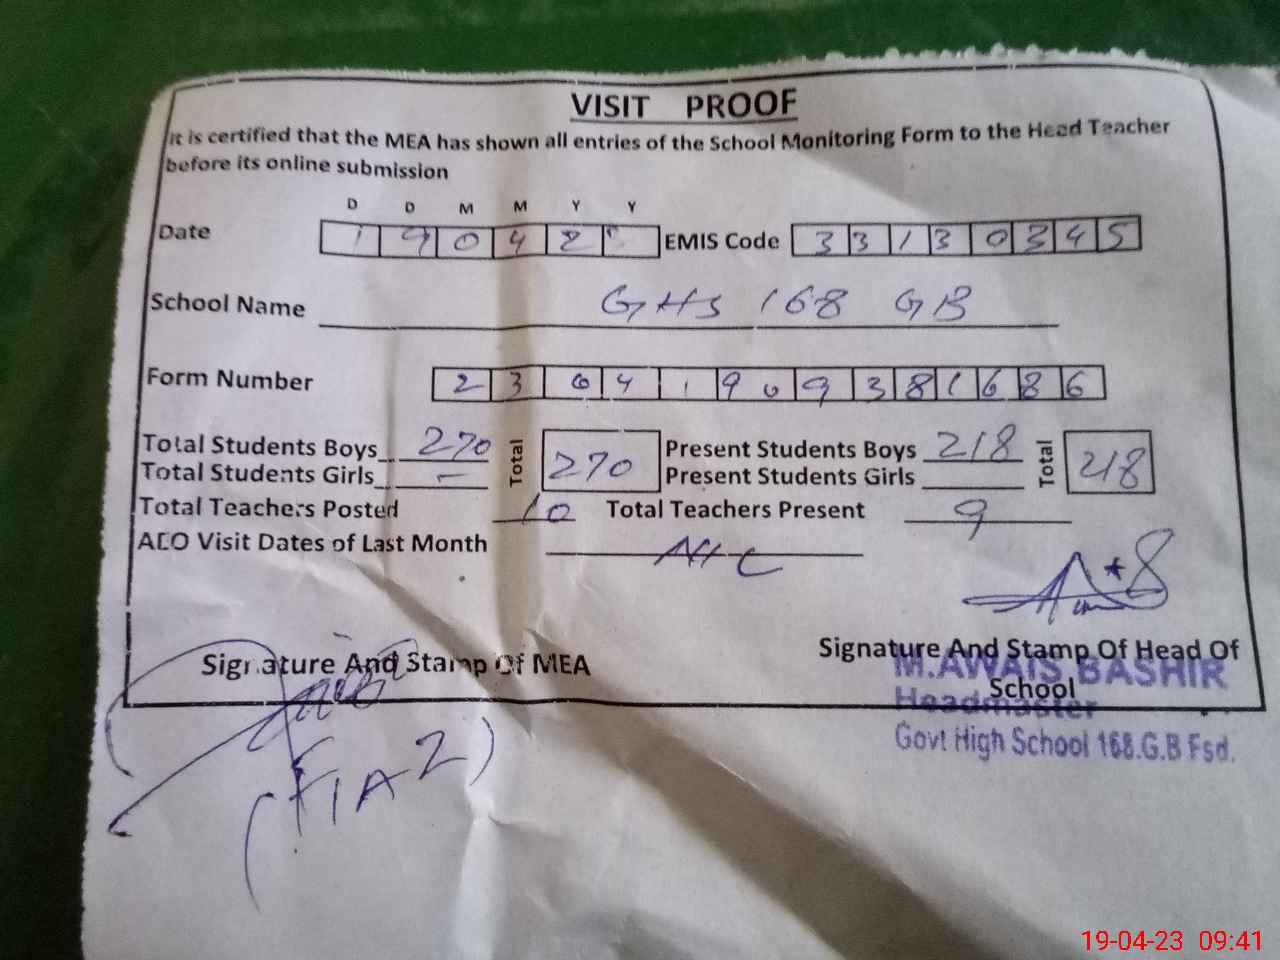 VISIT PROOF
It is certified that the MEA has shown all entries of the School Monitoring Form to the Head Teacher
before its online submission
D D M M Y Y
Date 1 9 0 4 2 EMIS Code 3 3 1 3 0 3 4 5
School Name GHS 168 GB
Form Number 2 3 0 4 1 9 0 9 3 8 1 6 8 6
Total Students Boys 270 Total 270 Present Students Boys 218 Total 218
Total Students Girls - Present Students Girls
Total Teachers Posted 10 Total Teachers Present 9
AEO Visit Dates of Last Month
Signature And Stamp Of MEA Signature And Stamp Of Head Of
School
M.AWAIS BASHIR
Headmaster
Govt High School 168.G.B Fsd.
(FIA2)
19-04-23 09:41